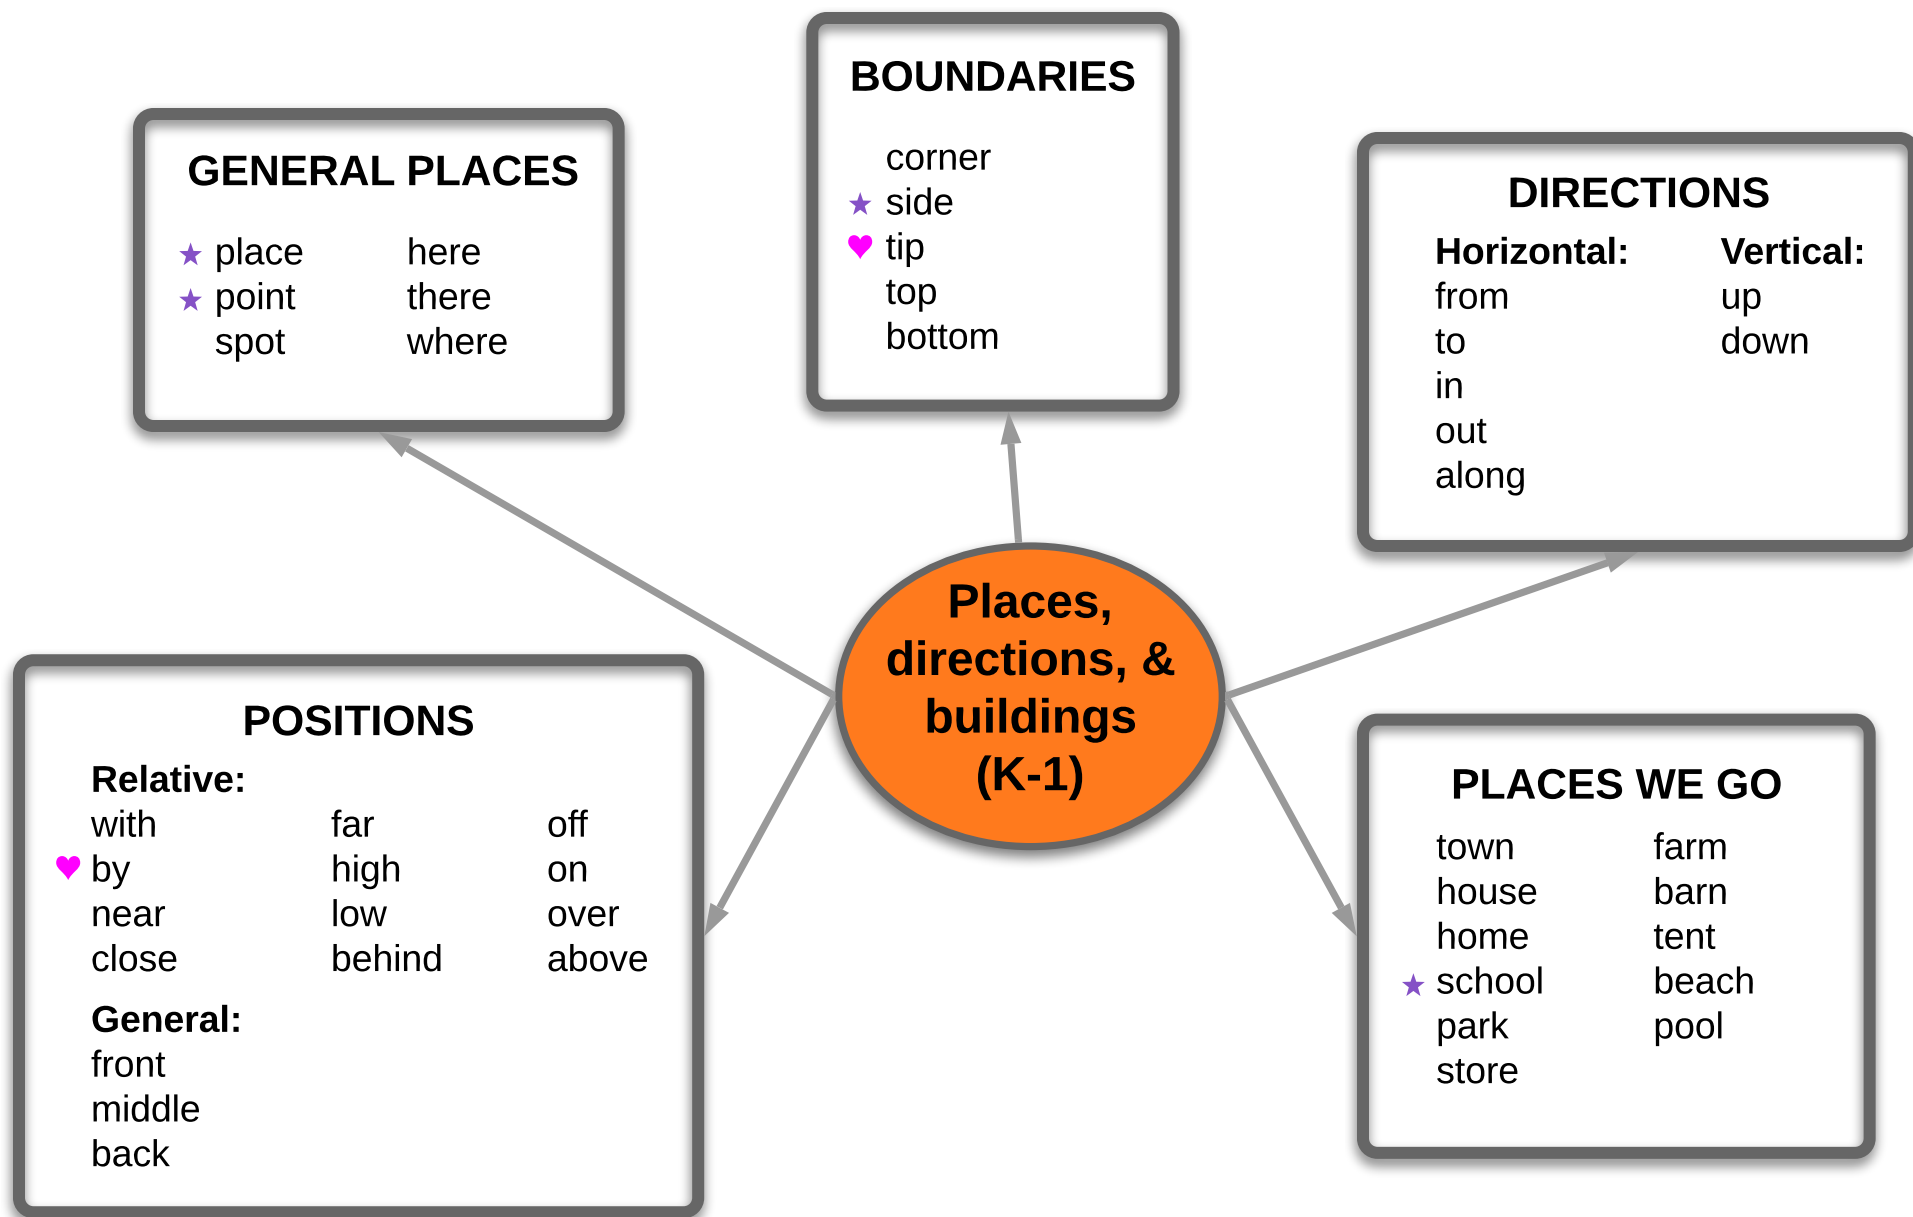 BOUNDARIES
corner
★ side
♥ tip
top
bottom
GENERAL PLACES
★ place here
★ point there
spot where
DIRECTIONS
Horizontal: Vertical:
from up
to down
in
out
along
Places,
directions, &
buildings
(K-1)
POSITIONS
Relative:
with far off
♥ by high on
near low over
close behind above
General:
front
middle
back
PLACES WE GO
town farm
house barn
home tent
★ school beach
park pool
store